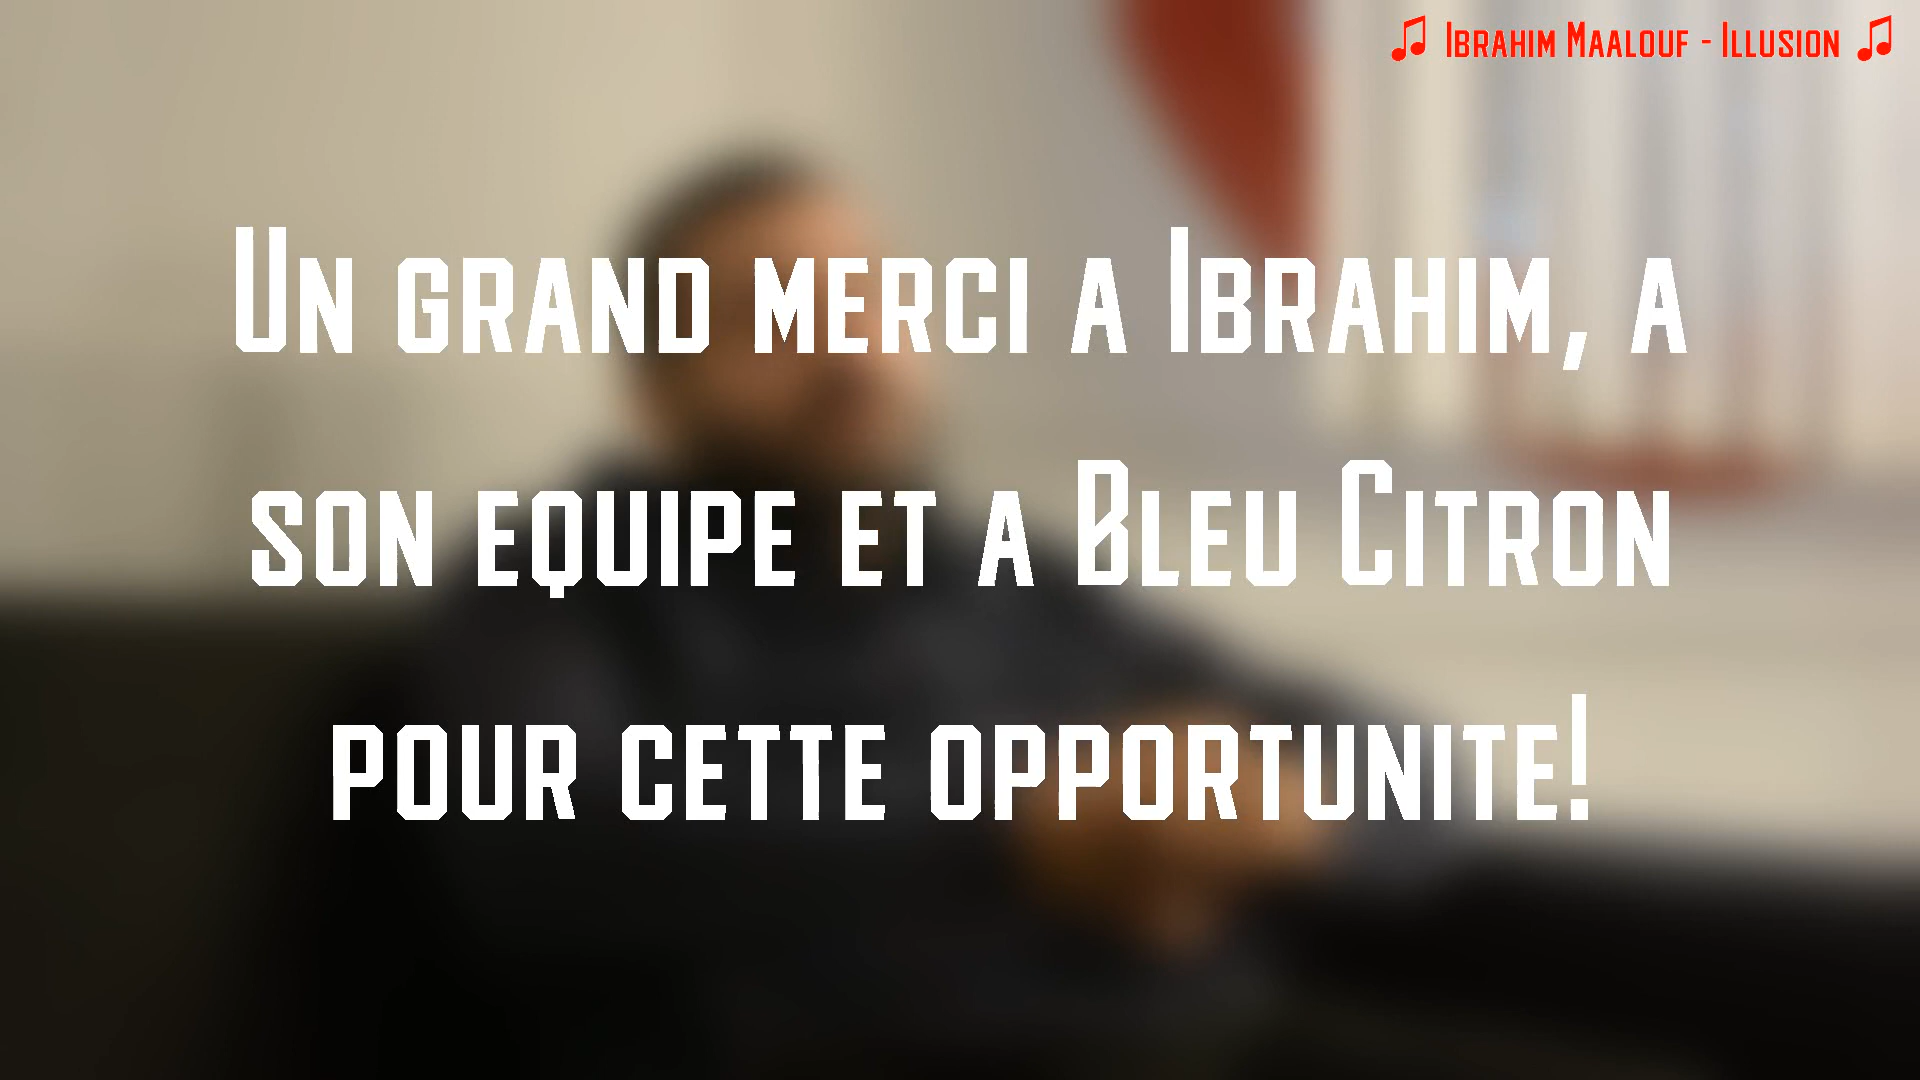 ♫ Ibrahim Maalouf - Illusion ♫
Un grand merci a Ibrahim, a
son equipe et a Bleu Citron
pour cette opportunite!